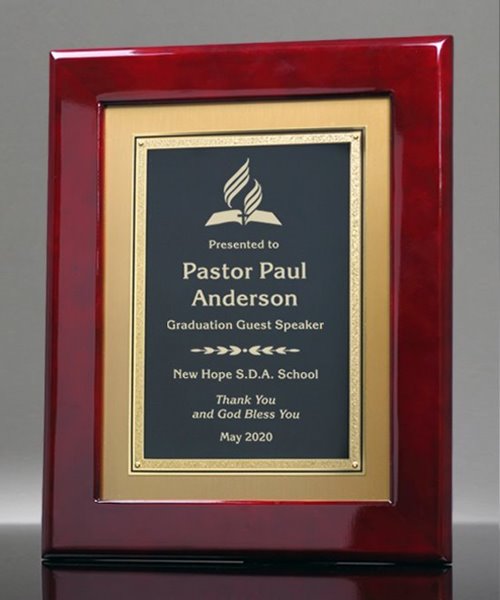 Presented to
Pastor Paul
Anderson
Graduation Guest Speaker
New Hope S.D.A. School
Thank You
and God Bless You
May 2020